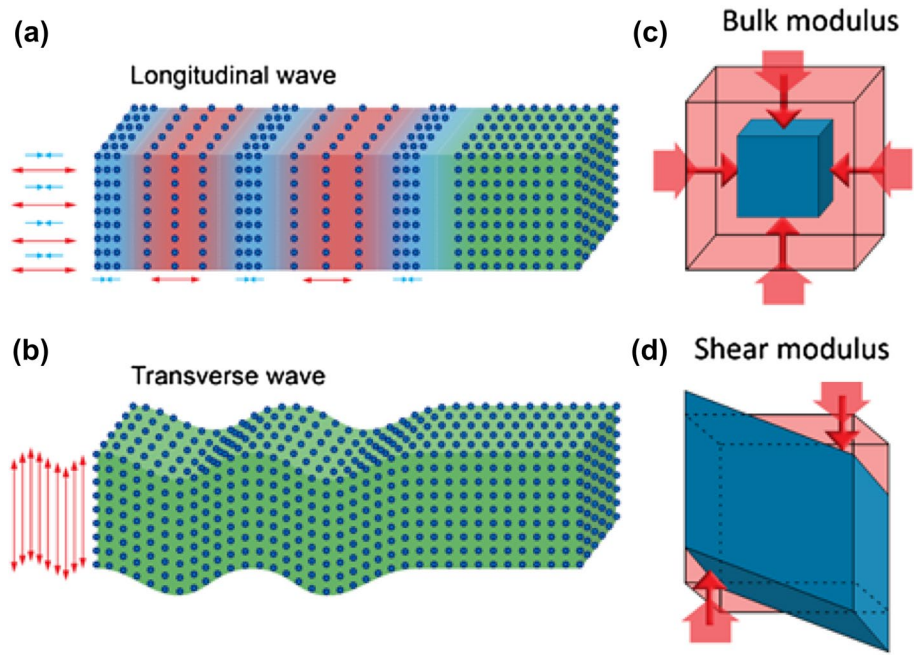 (a)
Longitudinal wave
(c)
Bulk modulus
(b)
Transverse wave
(d)
Shear modulus